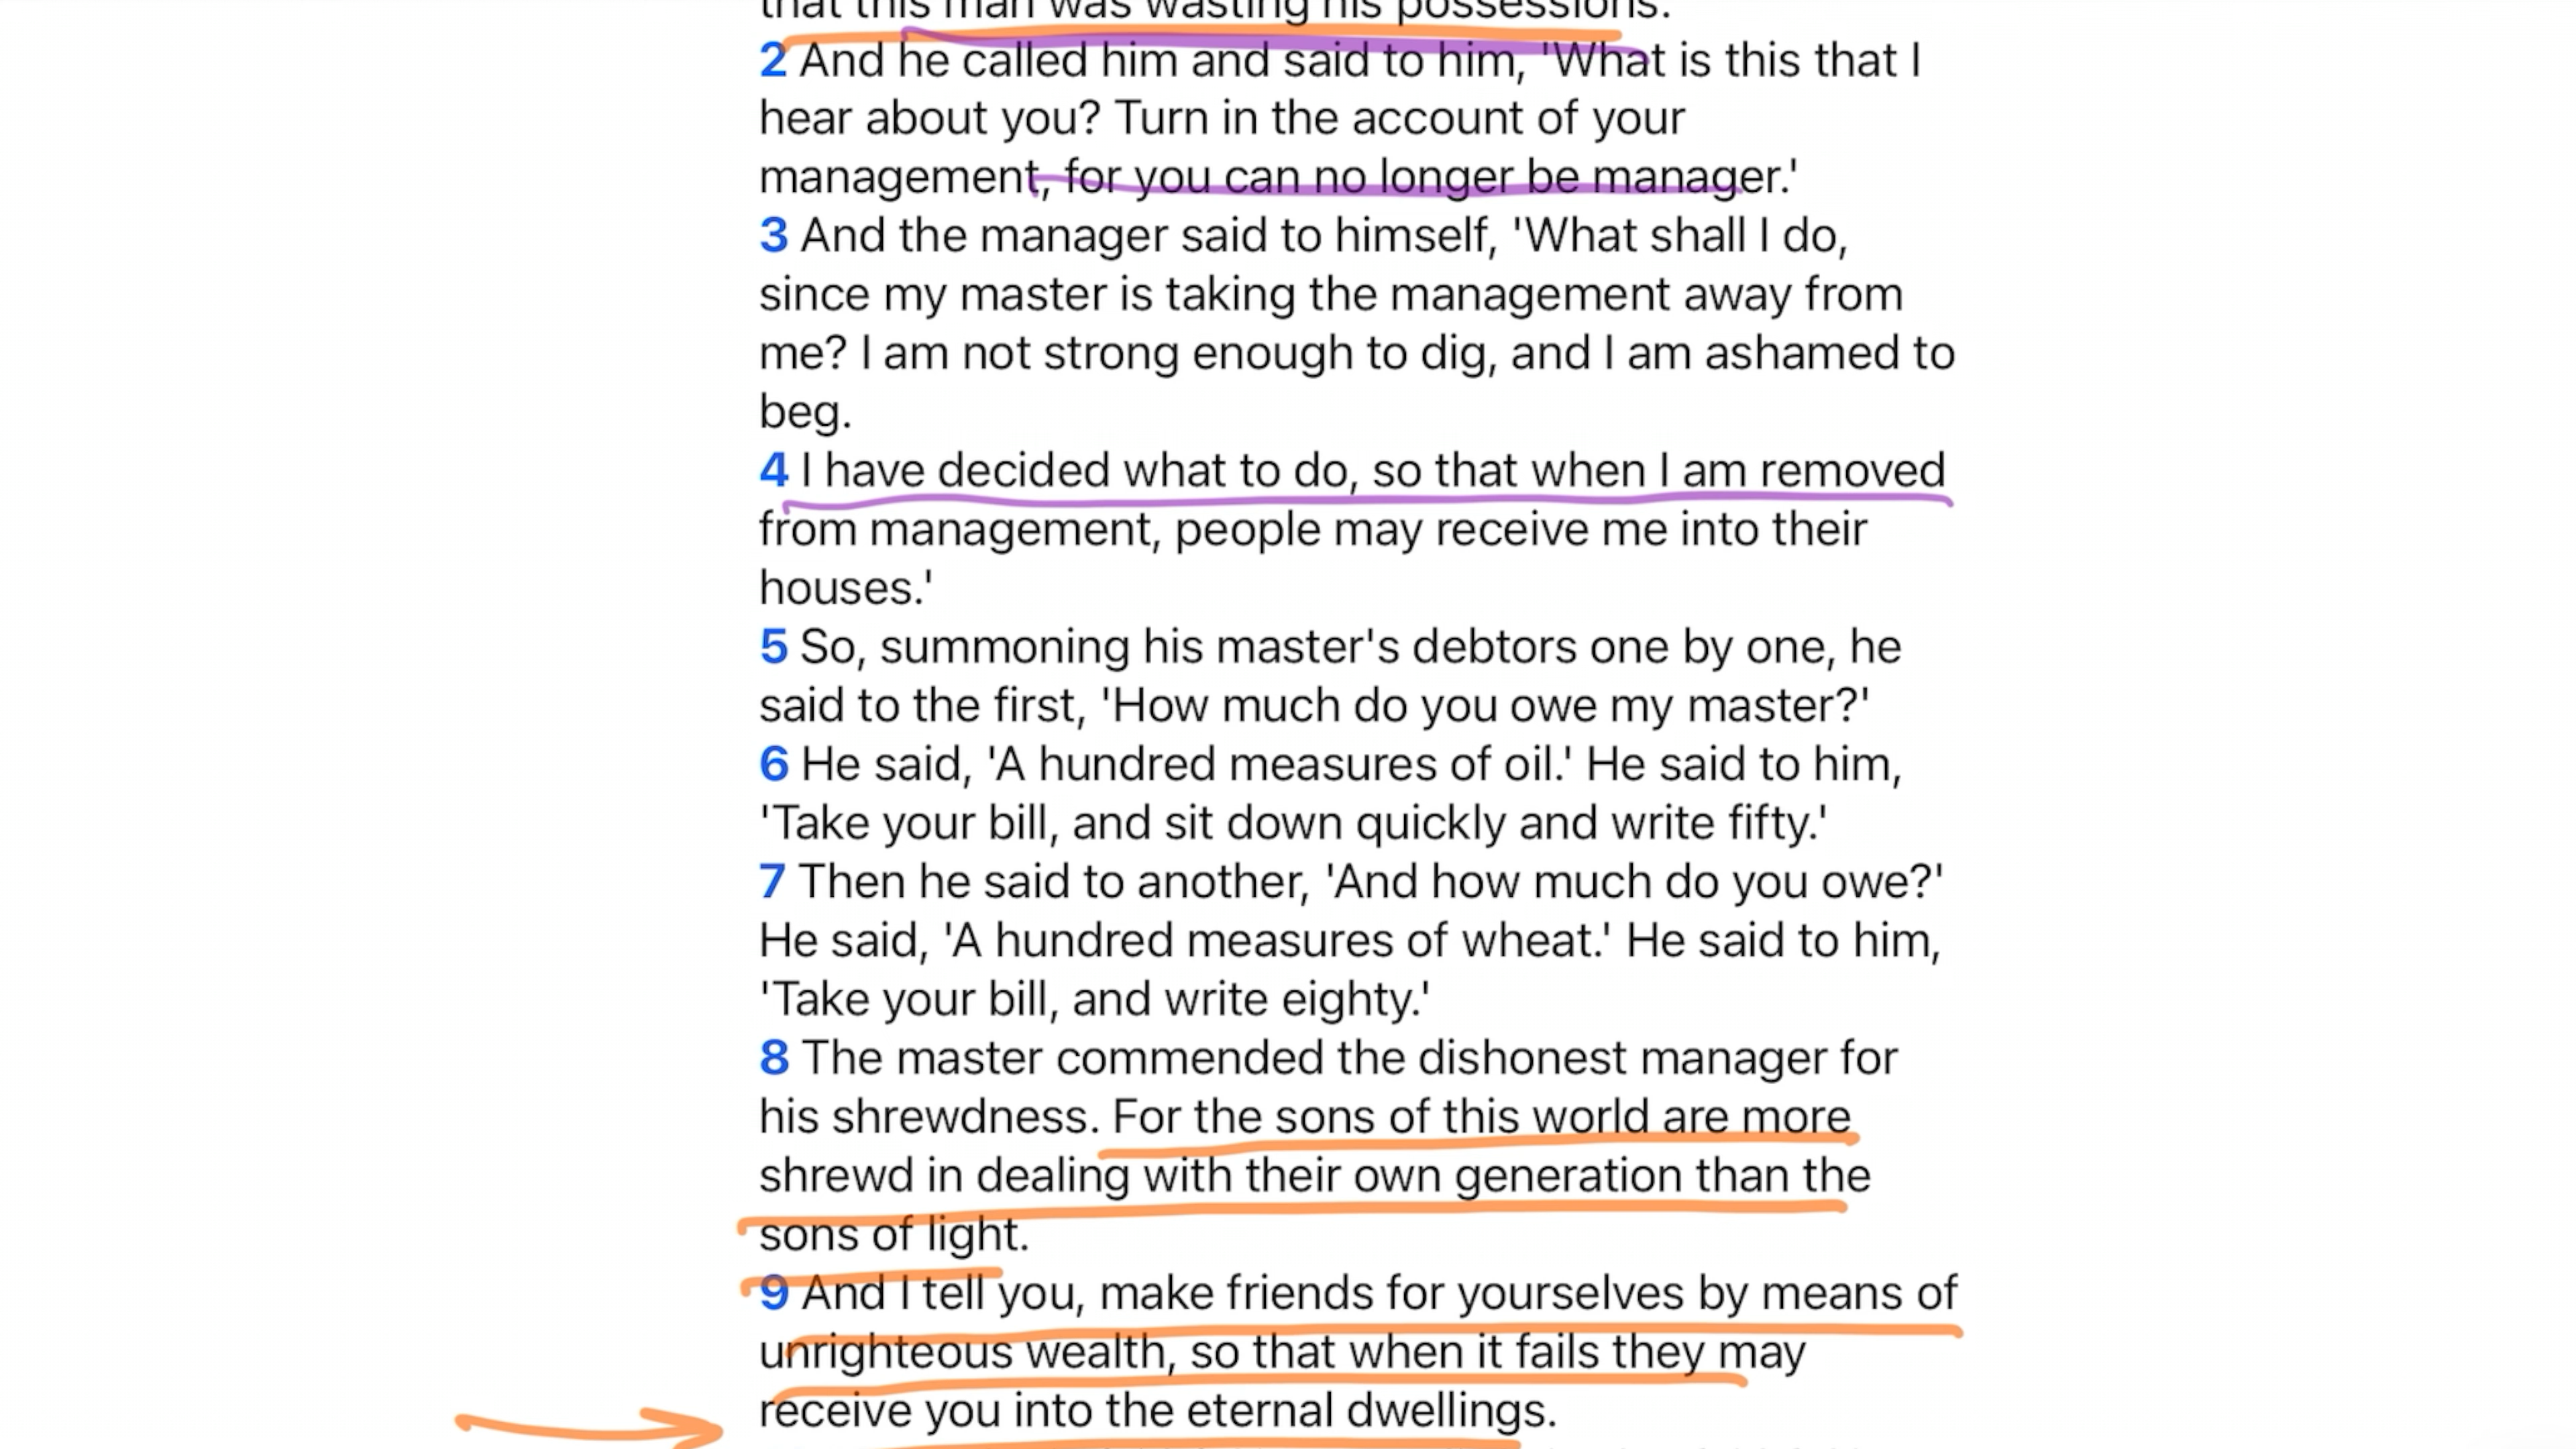 that this man was wasting his possessions.
2 And he called him and said to him, 'What is this that I
hear about you? Turn in the account of your
management, for you can no longer be manager.'
3 And the manager said to himself, 'What shall I do,
since my master is taking the management away from
me? I am not strong enough to dig, and I am ashamed to
beg.
4 I have decided what to do, so that when I am removed
from management, people may receive me into their
houses.'
5 So, summoning his master's debtors one by one, he
said to the first, 'How much do you owe my master?'
6 He said, 'A hundred measures of oil.' He said to him,
'Take your bill, and sit down quickly and write fifty.'
7 Then he said to another, 'And how much do you owe?'
He said, 'A hundred measures of wheat.' He said to him,
'Take your bill, and write eighty.'
8 The master commended the dishonest manager for
his shrewdness. For the sons of this world are more
shrewd in dealing with their own generation than the
sons of light.
9 And I tell you, make friends for yourselves by means of
unrighteous wealth, so that when it fails they may
receive you into the eternal dwellings.